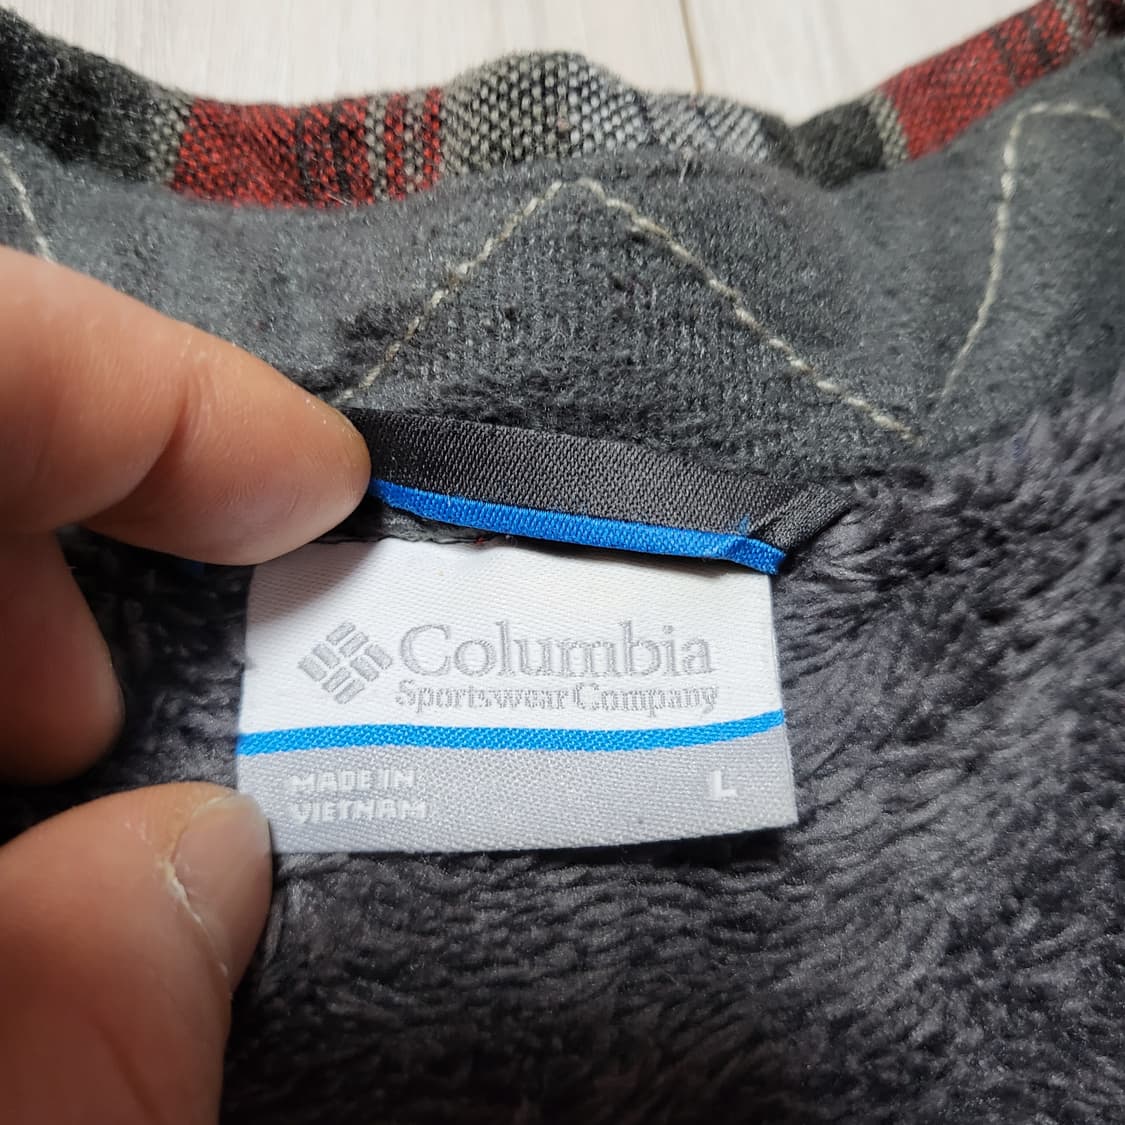 Columbia
Sportswear Company
MADE IN
VIETNAM
L